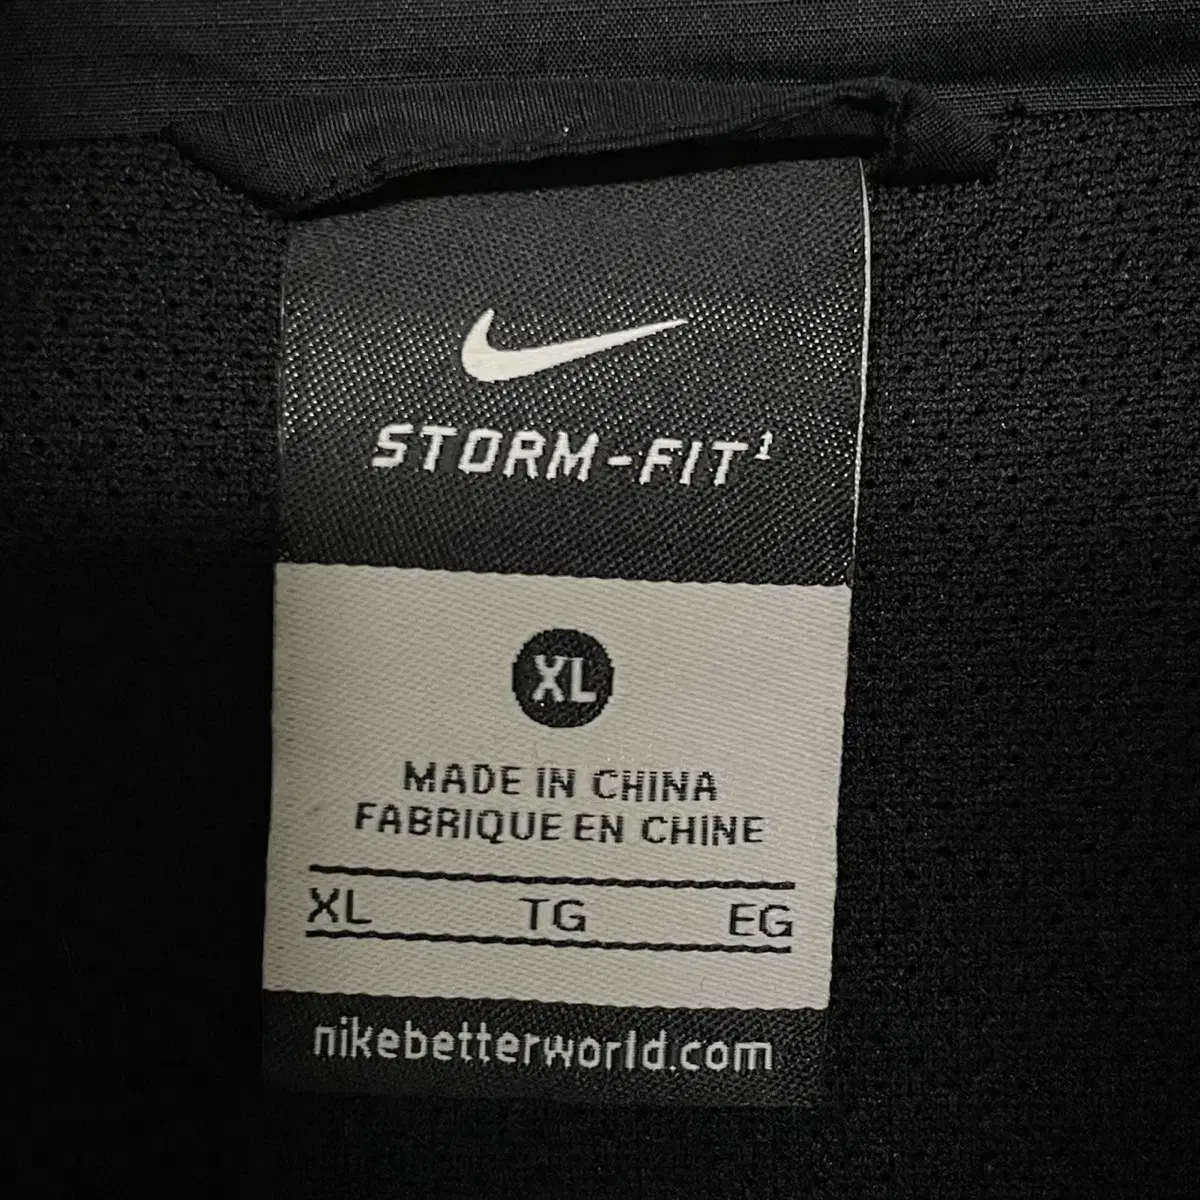 STORM-FIT¹
XL
MADE IN CHINA
FABRIQUE EN CHINE
XL TG EG
nikebetterworld.com